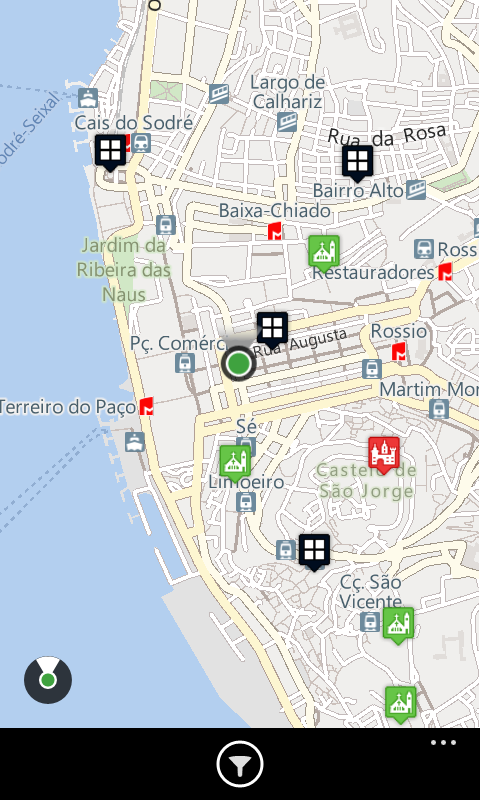 O
Largo de
Calhariz
odré-Seixal
Cais do Sodré
Rua da Rosa
Bairro Alto
Baixa-Chiado
Jardim da
Ribeira das
Naus
Ross
Restauradores
Pç. Comérc
Rua Augusta
Rossio
Martim Mon
Terreiro do Paço
Sé
Castelo de
São Jorge
Limoeiro
Cç. São
Vicente